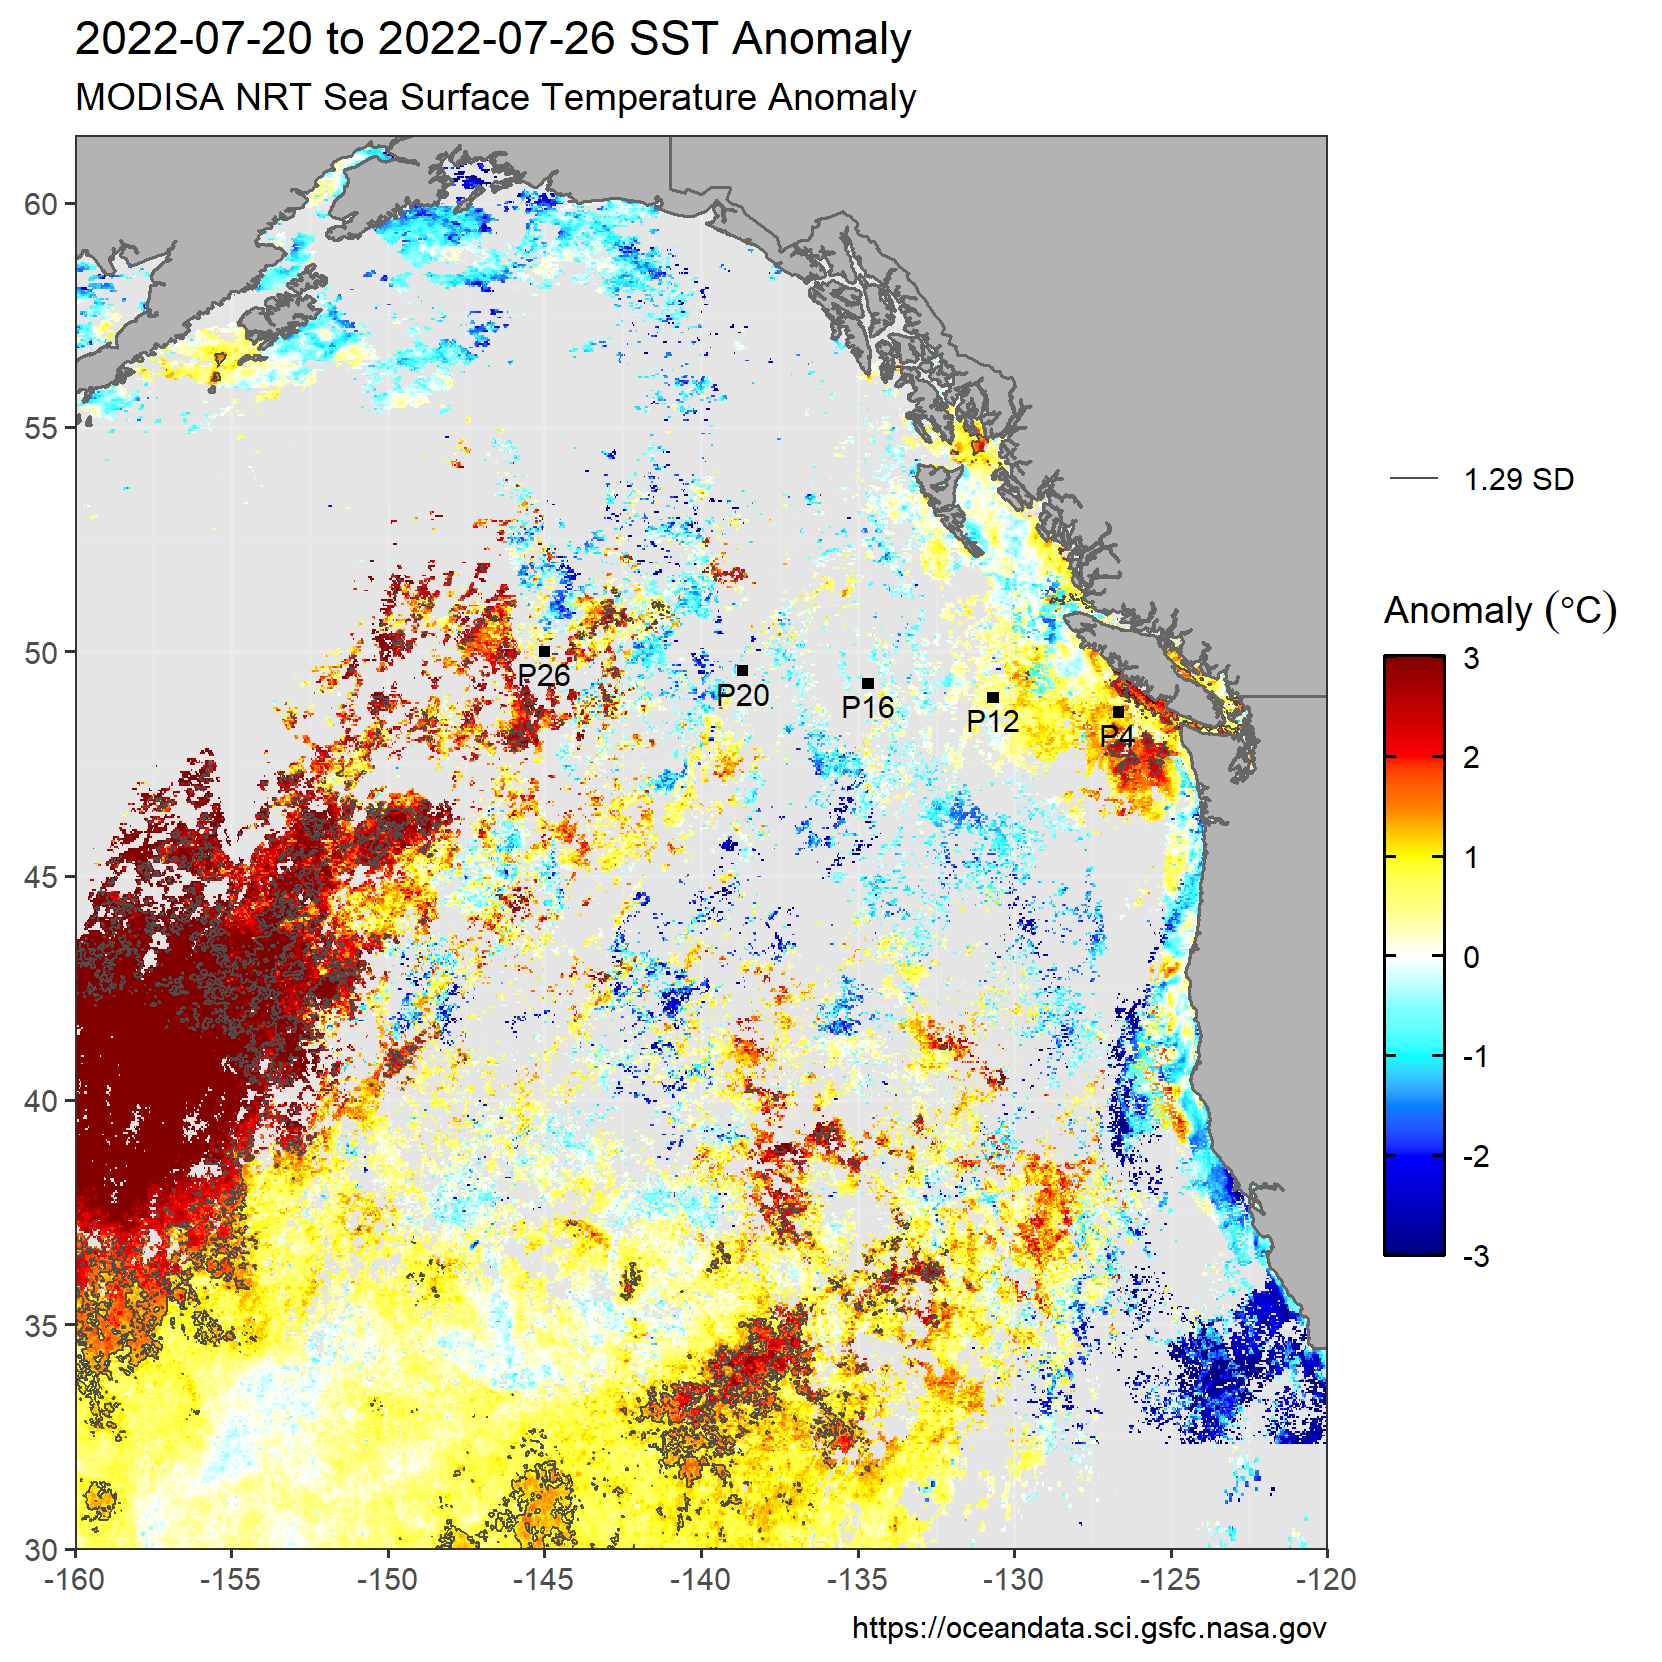 2022-07-20 to 2022-07-26 SST Anomaly
MODISA NRT Sea Surface Temperature Anomaly
60
55
50
45
40
35
30
-160
-155
-150
-145
-140
-135
-130
-125
-120
P26
P20
P16
P12
P4
1.29 SD
Anomaly (°C)
3
2
1
0
-1
-2
-3
https://oceandata.sci.gsfc.nasa.gov